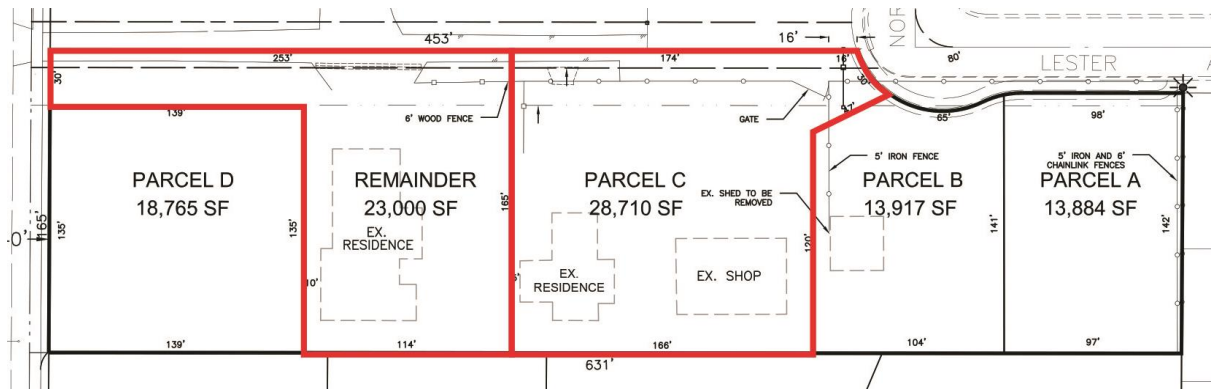 453'
16'
NOR
80'
LESTER
253'
174'
16'
30'
30'
37'
139'
6' WOOD FENCE
GATE
65'
98'
PARCEL D
18,765 SF
REMAINDER
23,000 SF
PARCEL C
28,710 SF
5' IRON FENCE
PARCEL B
13,917 SF
5' IRON AND 6'
CHAINLINK FENCES
PARCEL A
13,884 SF
EX. SHED TO BE
REMOVED
165'
135'
135'
165'
120'
141'
142'
0'
EX.
RESIDENCE
10'
EX.
RESIDENCE
EX. SHOP
139'
114'
166'
104'
97'
631'